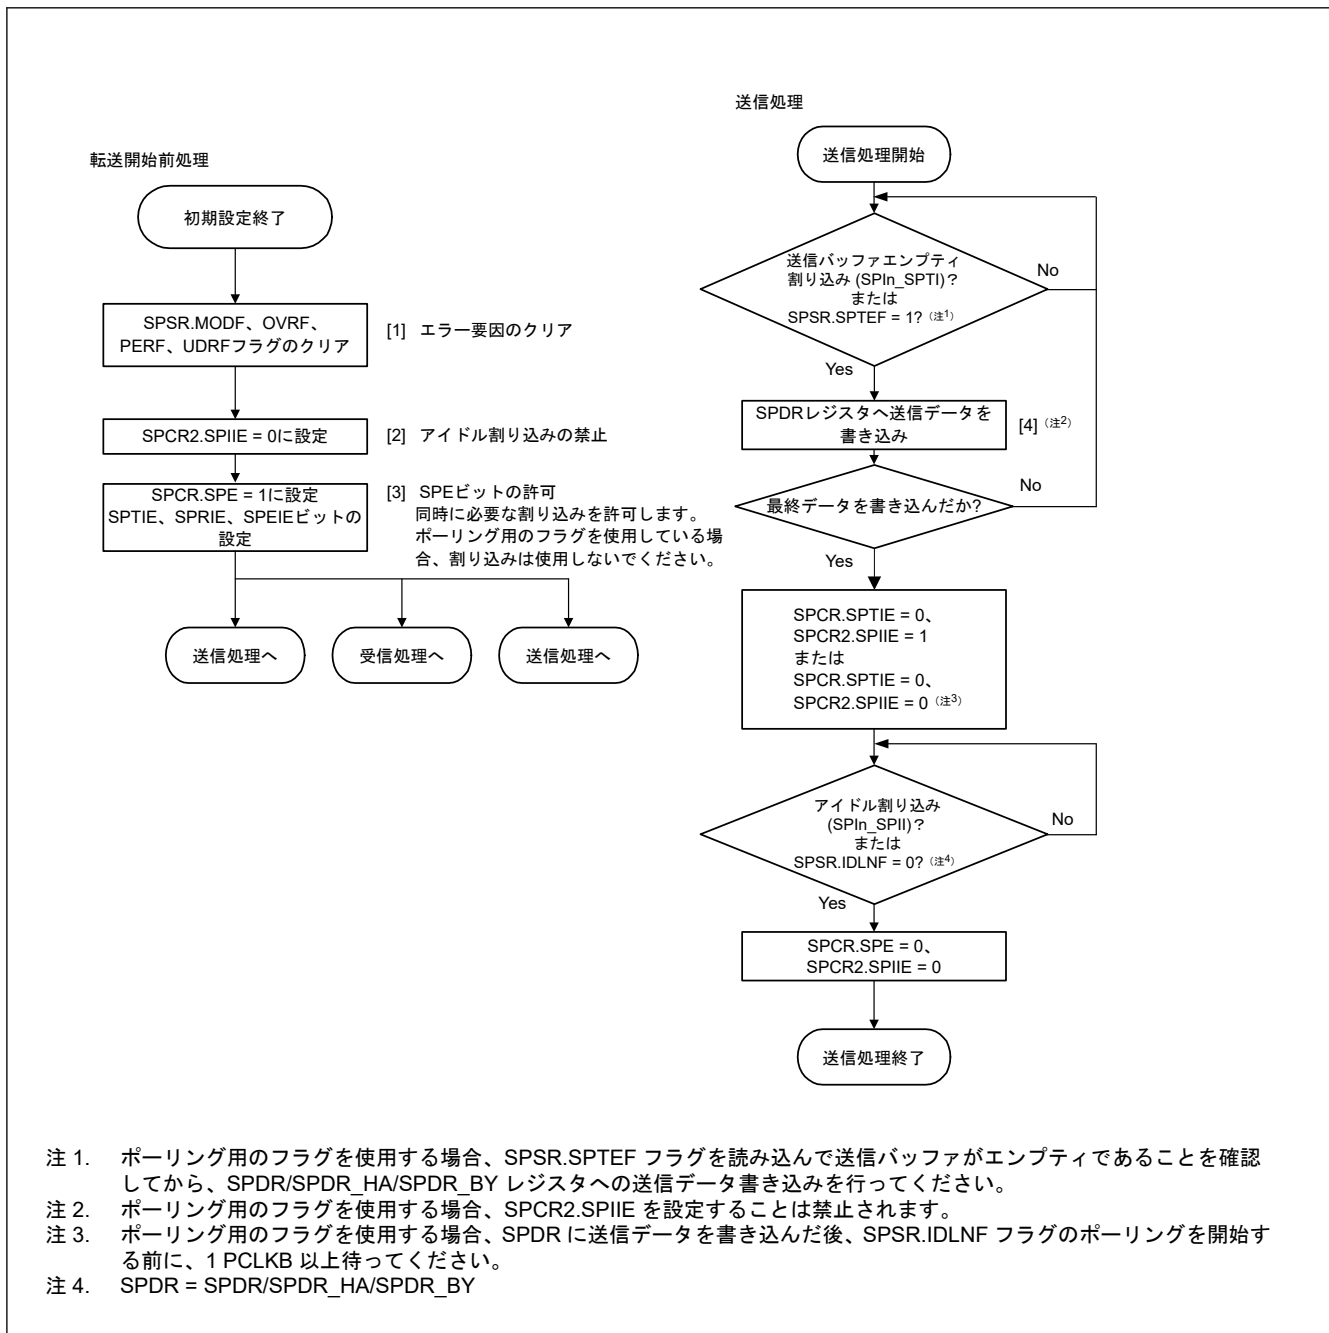 転送開始前処理
初期設定終了
SPSR.MODF、OVRF、
PERF、UDRFフラグのクリア
[1] エラー要因のクリア
SPCR2.SPIIE = 0に設定
[2] アイドル割り込みの禁止
SPCR.SPE = 1に設定
SPTIE、SPRIE、SPEIEビットの
設定
[3] SPEビットの許可
同時に必要な割り込みを許可します。
ポーリング用のフラグを使用している場
合、割り込みは使用しないでください。
送信処理へ
受信処理へ
送信処理へ
送信処理
送信処理開始
送信バッファエンプティ
割り込み (SPIn_SPTI)？
または
SPSR.SPTEF = 1? (注1)
No
Yes
SPDRレジスタへ送信データを
書き込み
[4] (注2)
最終データを書き込んだか?
No
Yes
SPCR.SPTIE = 0、
SPCR2.SPIIE = 1
または
SPCR.SPTIE = 0、
SPCR2.SPIIE = 0 (注3)
アイドル割り込み
(SPIn_SPII)？
または
SPSR.IDLNF = 0? (注4)
No
Yes
SPCR.SPE = 0、
SPCR2.SPIIE = 0
送信処理終了
注 1. ポーリング用のフラグを使用する場合、SPSR.SPTEF フラグを読み込んで送信バッファがエンプティであることを確認
してから、SPDR/SPDR_HA/SPDR_BY レジスタへの送信データ書き込みを行ってください。
注 2. ポーリング用のフラグを使用する場合、SPCR2.SPIIE を設定することは禁止されます。
注 3. ポーリング用のフラグを使用する場合、SPDR に送信データを書き込んだ後、SPSR.IDLNF フラグのポーリングを開始す
る前に、1 PCLKB 以上待ってください。
注 4. SPDR = SPDR/SPDR_HA/SPDR_BY